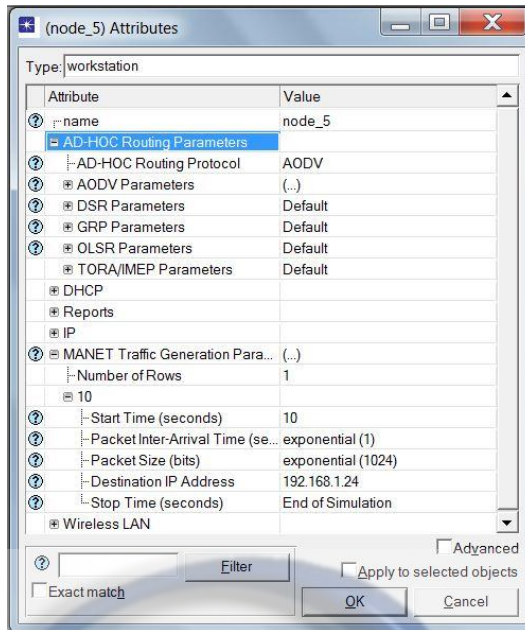 (node_5) Attributes
Type: workstation
Attribute Value
name node_5
AD-HOC Routing Parameters
AD-HOC Routing Protocol AODV
AODV Parameters (...)
DSR Parameters Default
GRP Parameters Default
OLSR Parameters Default
TORA/IMEP Parameters Default
DHCP
Reports
IP
MANET Traffic Generation Para... (...)
Number of Rows 1
10
Start Time (seconds) 10
Packet Inter-Arrival Time (se... exponential (1)
Packet Size (bits) exponential (1024)
Destination IP Address 192.168.1.24
Stop Time (seconds) End of Simulation
Wireless LAN
Advanced
Filter
Apply to selected objects
Exact match
OK Cancel